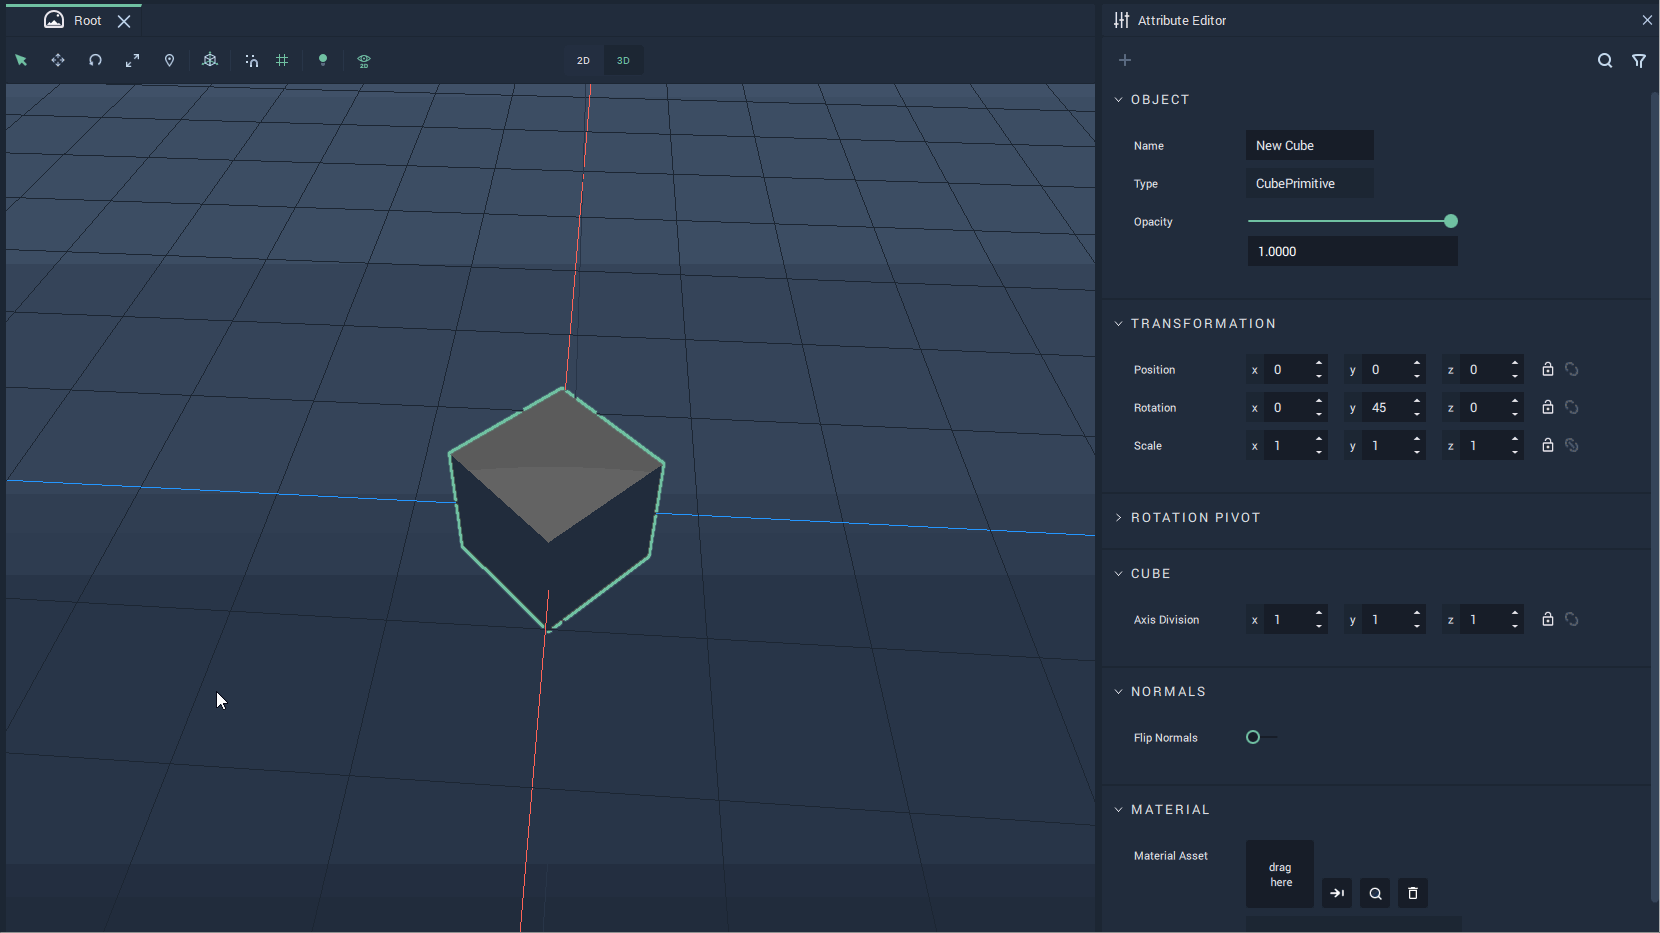 Root
2D 3D
2D
Attribute Editor
OBJECT
Name New Cube
Type CubePrimitive
Opacity
1.0000
TRANSFORMATION
Position x 0 y 0 z 0
Rotation x 0 y 45 z 0
Scale x 1 y 1 z 1
ROTATION PIVOT
CUBE
Axis Division x 1 y 1 z 1
NORMALS
Flip Normals
MATERIAL
Material Asset
drag
here